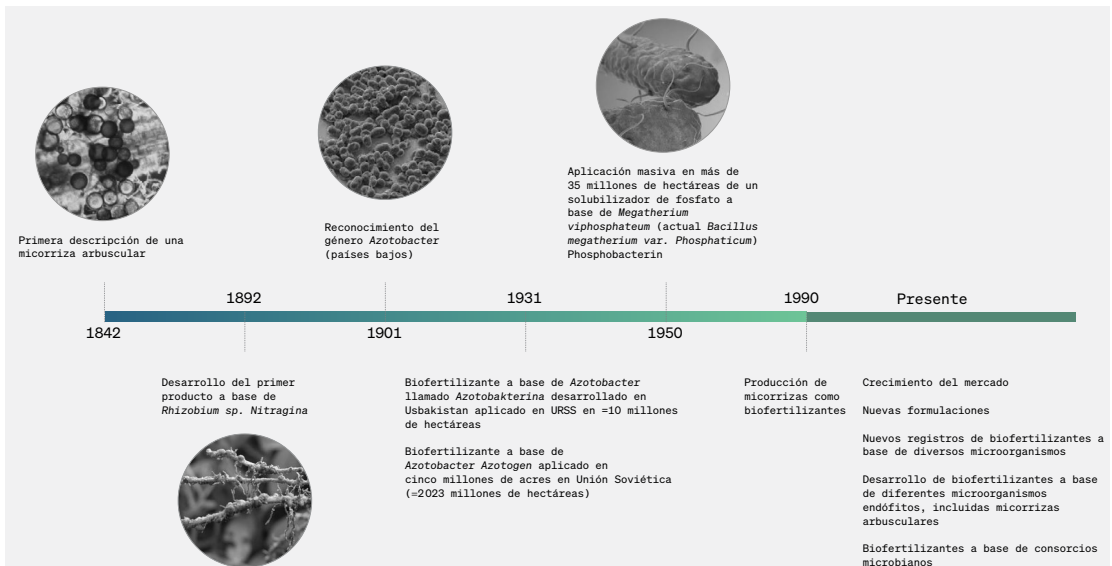 Primera descripción de una
micorriza arbuscular
Reconocimiento del
género Azotobacter
(países bajos)
Aplicación masiva en más de
35 millones de hectáreas de un
solubilizador de fosfato a
base de Megatherium
viphosphateum (actual Bacillus
megatherium var. Phosphaticum)
Phosphobacterin
1892
1931
1990
Presente
1842
1901
1950
Desarrollo del primer
producto a base de
Rhizobium sp. Nitragina
Biofertilizante a base de Azotobacter
llamado Azotobakterina desarrollado en
Usbakistan aplicado en URSS en =10 millones
de hectáreas
Biofertilizante a base de
Azotobacter Azotogen aplicado en
cinco millones de acres en Unión Soviética
(=2023 millones de hectáreas)
Producción de
micorrizas como
biofertilizantes
Crecimiento del mercado
Nuevas formulaciones
Nuevos registros de biofertilizantes a
base de diversos microorganismos
Desarrollo de biofertilizantes a base
de diferentes microorganismos
endófitos, incluidas micorrizas
arbusculares
Biofertilizantes a base de consorcios
microbianos